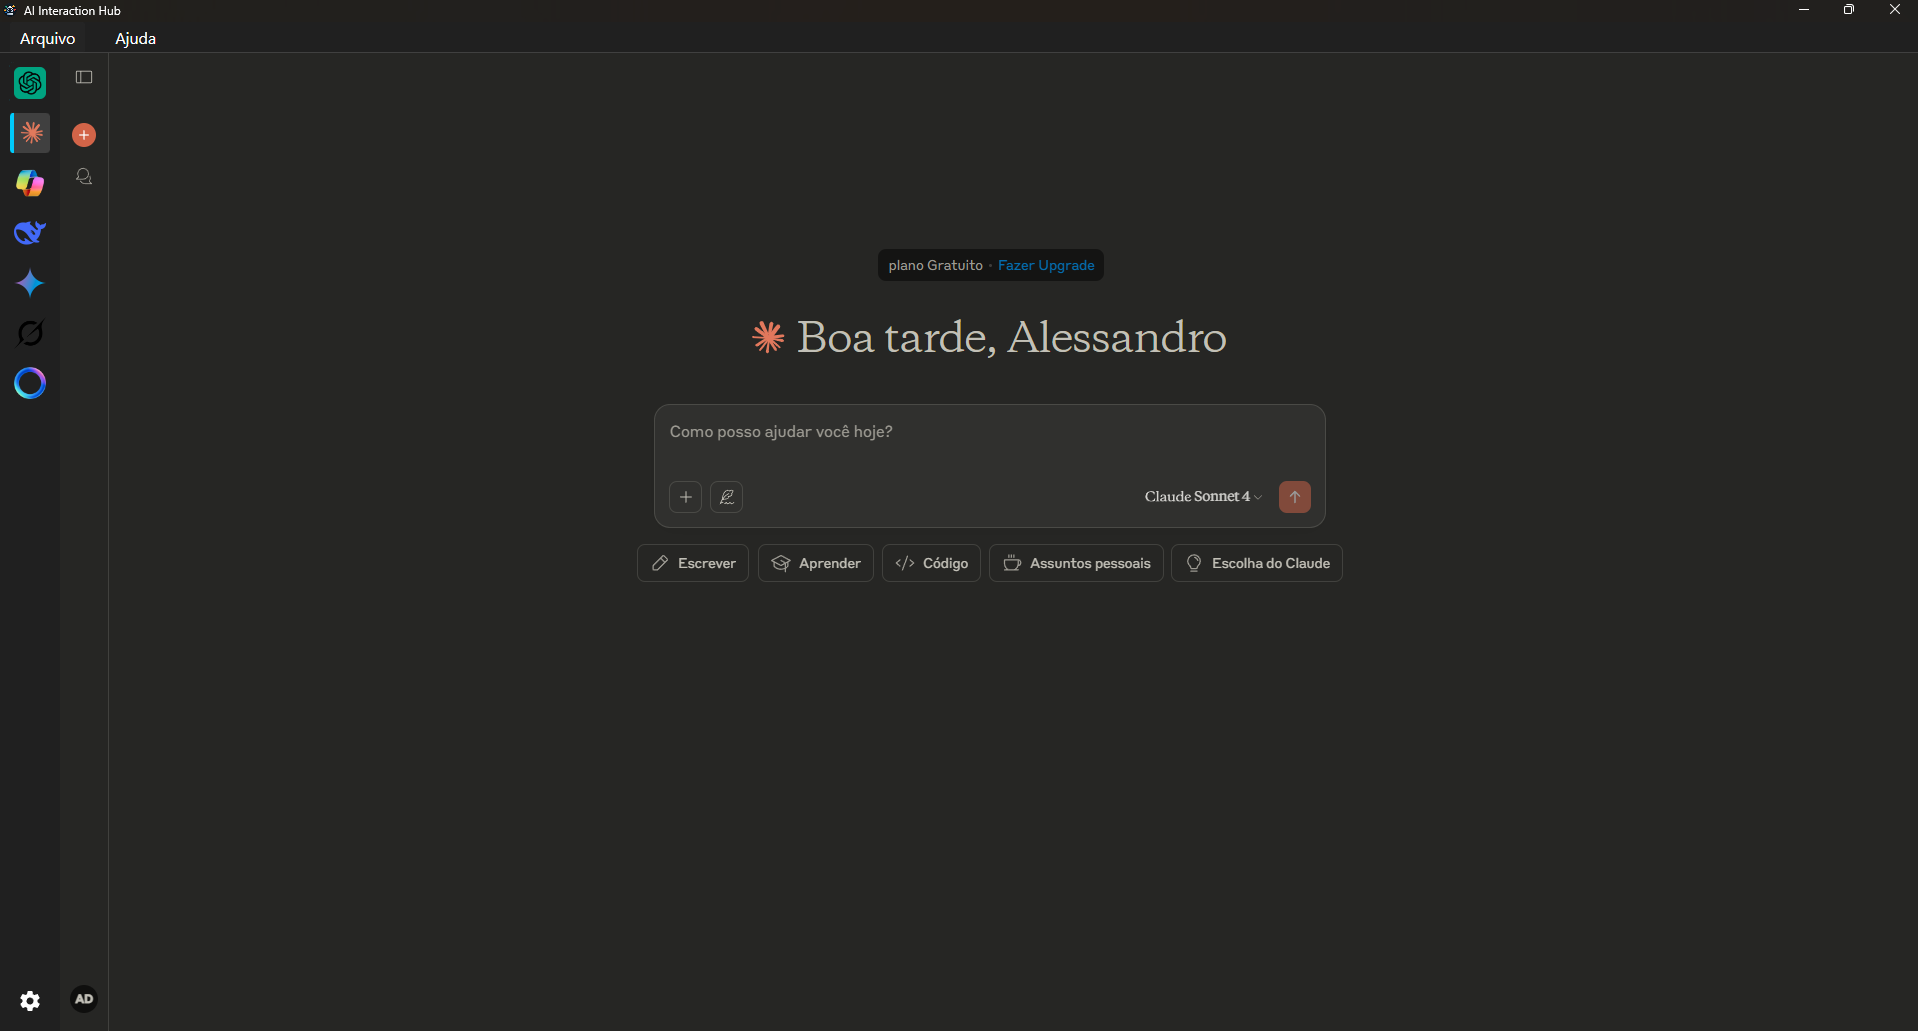 AI Interaction Hub
Arquivo Ajuda
plano Gratuito · Fazer Upgrade
Boa tarde, Alessandro
Como posso ajudar você hoje?
Claude Sonnet 4
Escrever Aprender Código Assuntos pessoais Escolha do Claude
AD